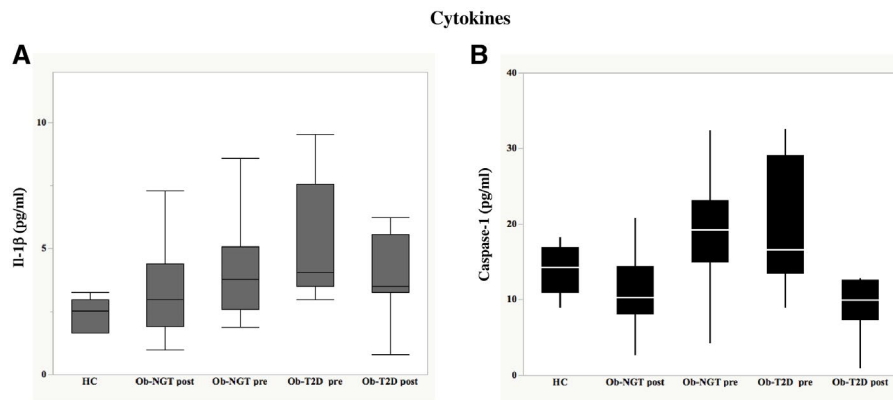 Cytokines
A
Il-1β (pg/ml)
10
5
0
HC
Ob-NGT post
Ob-NGT pre
Ob-T2D pre
Ob-T2D post
B
Caspase-1 (pg/ml)
40
30
20
10
0
HC
Ob-NGT post
Ob-NGT pre
Ob-T2D pre
Ob-T2D post